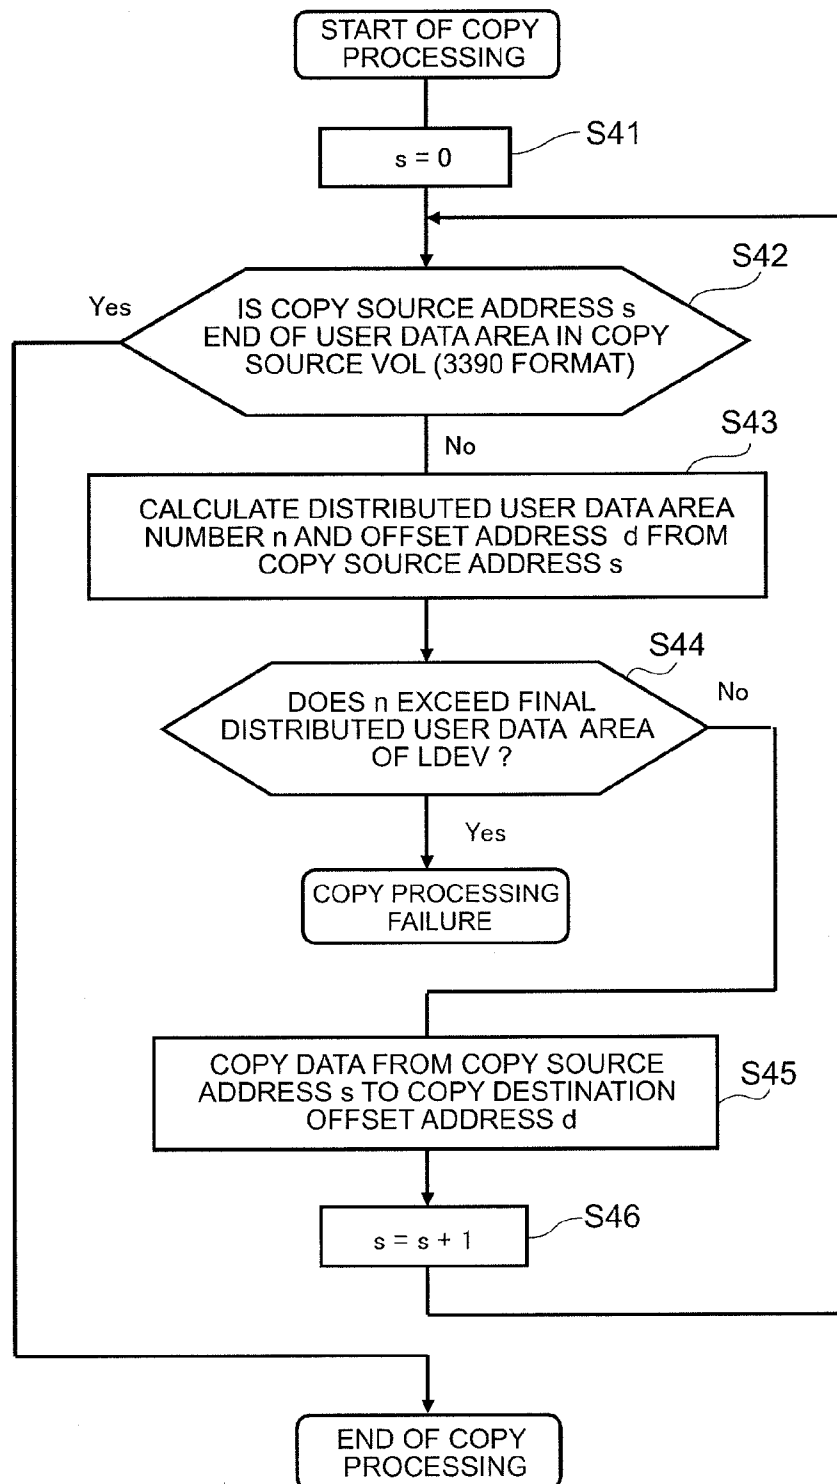 START OF COPY
PROCESSING
S41
s = 0
S42
Yes
IS COPY SOURCE ADDRESS s
END OF USER DATA AREA IN COPY
SOURCE VOL (3390 FORMAT)
No
S43
CALCULATE DISTRIBUTED USER DATA AREA
NUMBER n AND OFFSET ADDRESS d FROM
COPY SOURCE ADDRESS s
S44
No
DOES n EXCEED FINAL
DISTRIBUTED USER DATA AREA
OF LDEV ?
Yes
COPY PROCESSING
FAILURE
COPY DATA FROM COPY SOURCE
ADDRESS s TO COPY DESTINATION
OFFSET ADDRESS d
S45
S46
s = s + 1
END OF COPY
PROCESSING